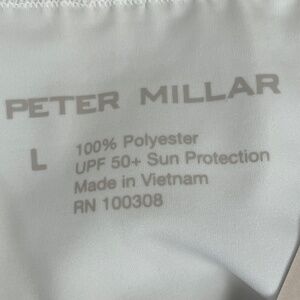 PETER MILLAR
L
100% Polyester
UPF 50+ Sun Protection
Made in Vietnam
RN 100308